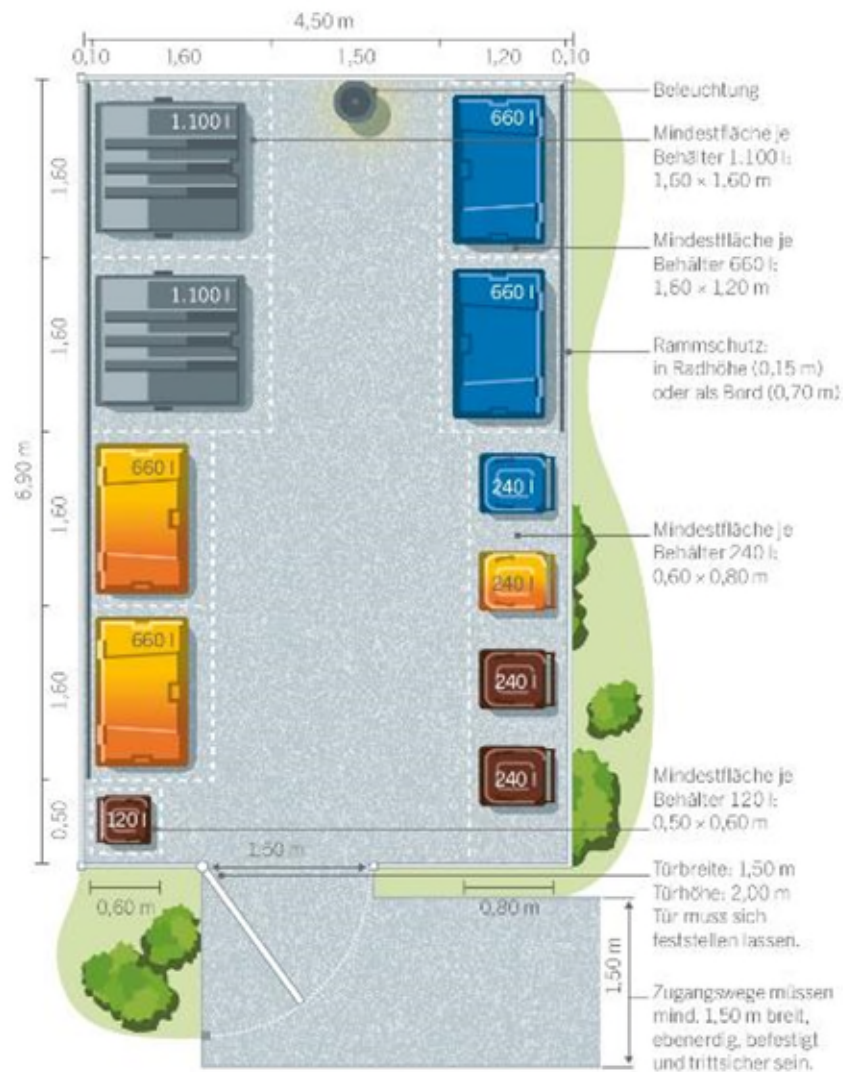 4,50 m
0,10 1,60 1,50 1,20 0,10
Beleuchtung
1.100 l
660 l
Mindestfläche je
Behälter 1.100 l:
1,60 × 1,60 m
1,60
Mindestfläche je
Behälter 660 l:
1,60 × 1,20 m
1.100 l
660 l
1,60
Rammschutz:
in Radhöhe (0,15 m)
oder als Bord (0,70 m)
6,90 m
660 l
240 l
1,60
Mindestfläche je
Behälter 240 l:
0,60 × 0,80 m
240 l
660 l
240 l
1,60
240 l
Mindestfläche je
Behälter 120 l:
0,50 × 0,60 m
0,50
120 l
1,50 m
Türbreite: 1,50 m
Türhöhe: 2,00 m
Tür muss sich
feststellen lassen.
0,60 m
0,80 m
1,50 m
Zugangswege müssen
mind. 1,50 m breit,
ebenerdig, befestigt
und trittsicher sein.